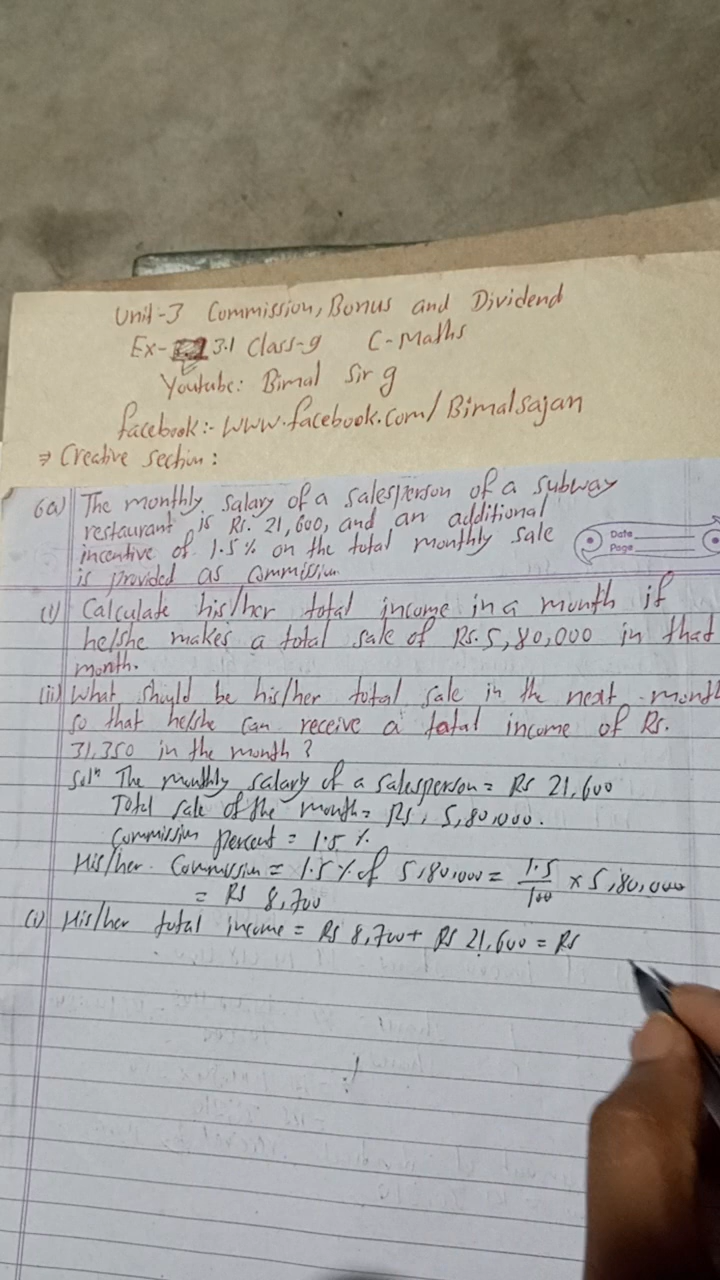 Unit-3 Commission, Bonus and Dividend
Ex- 3.1 Class-9 C-Maths
Youtube: Bimal Sir g
facebook:- www.facebook.com/Bimalsajan
⇒ Creative section:
6a) The monthly salary of a salesperson of a subway
restaurant is Rs. 21,600, and an additional
incentive of 1.5% on the total monthly sale
is provided as commission
Date
Page
(i) Calculate his/her total income in a month if
he/she makes a total sale of Rs. 5,80,000 in that
month.
(ii) What should be his/her total sale in the next month
so that he/she can receive a total income of Rs.
31,350 in the month?
Solⁿ The monthly salary of a salesperson = Rs 21,600
Total sale of the month = Rs, 5,80,000.
Commission percent = 1.5 %
His/her Commission = 1.5 % of 5,80,000 = 1.5/100 × 5,80,000
= Rs 8,700
(i) His/her total income = Rs 8,700 + Rs 21,600 = Rs